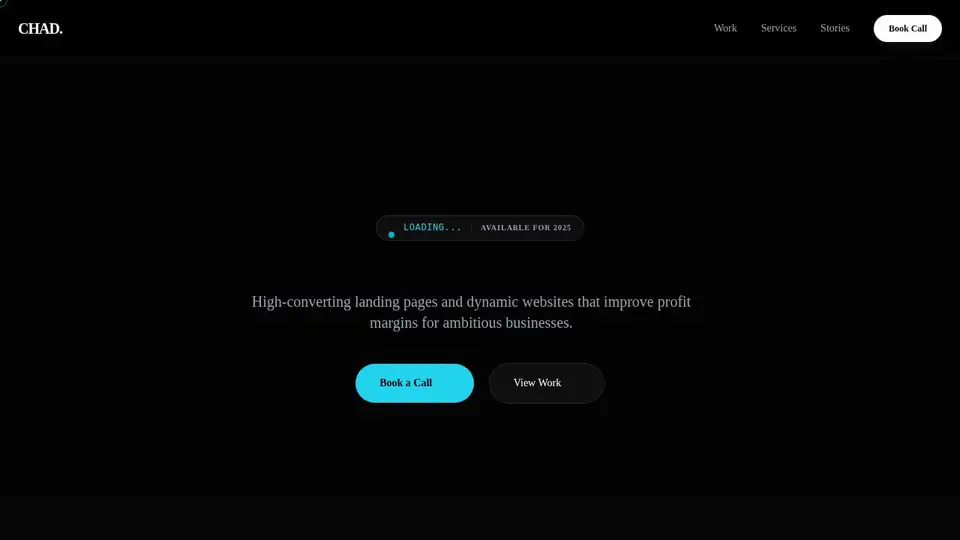 CHAD.
Work
Services
Stories
Book Call
LOADING... AVAILABLE FOR 2025
High-converting landing pages and dynamic websites that improve profit
margins for ambitious businesses.
Book a Call
View Work